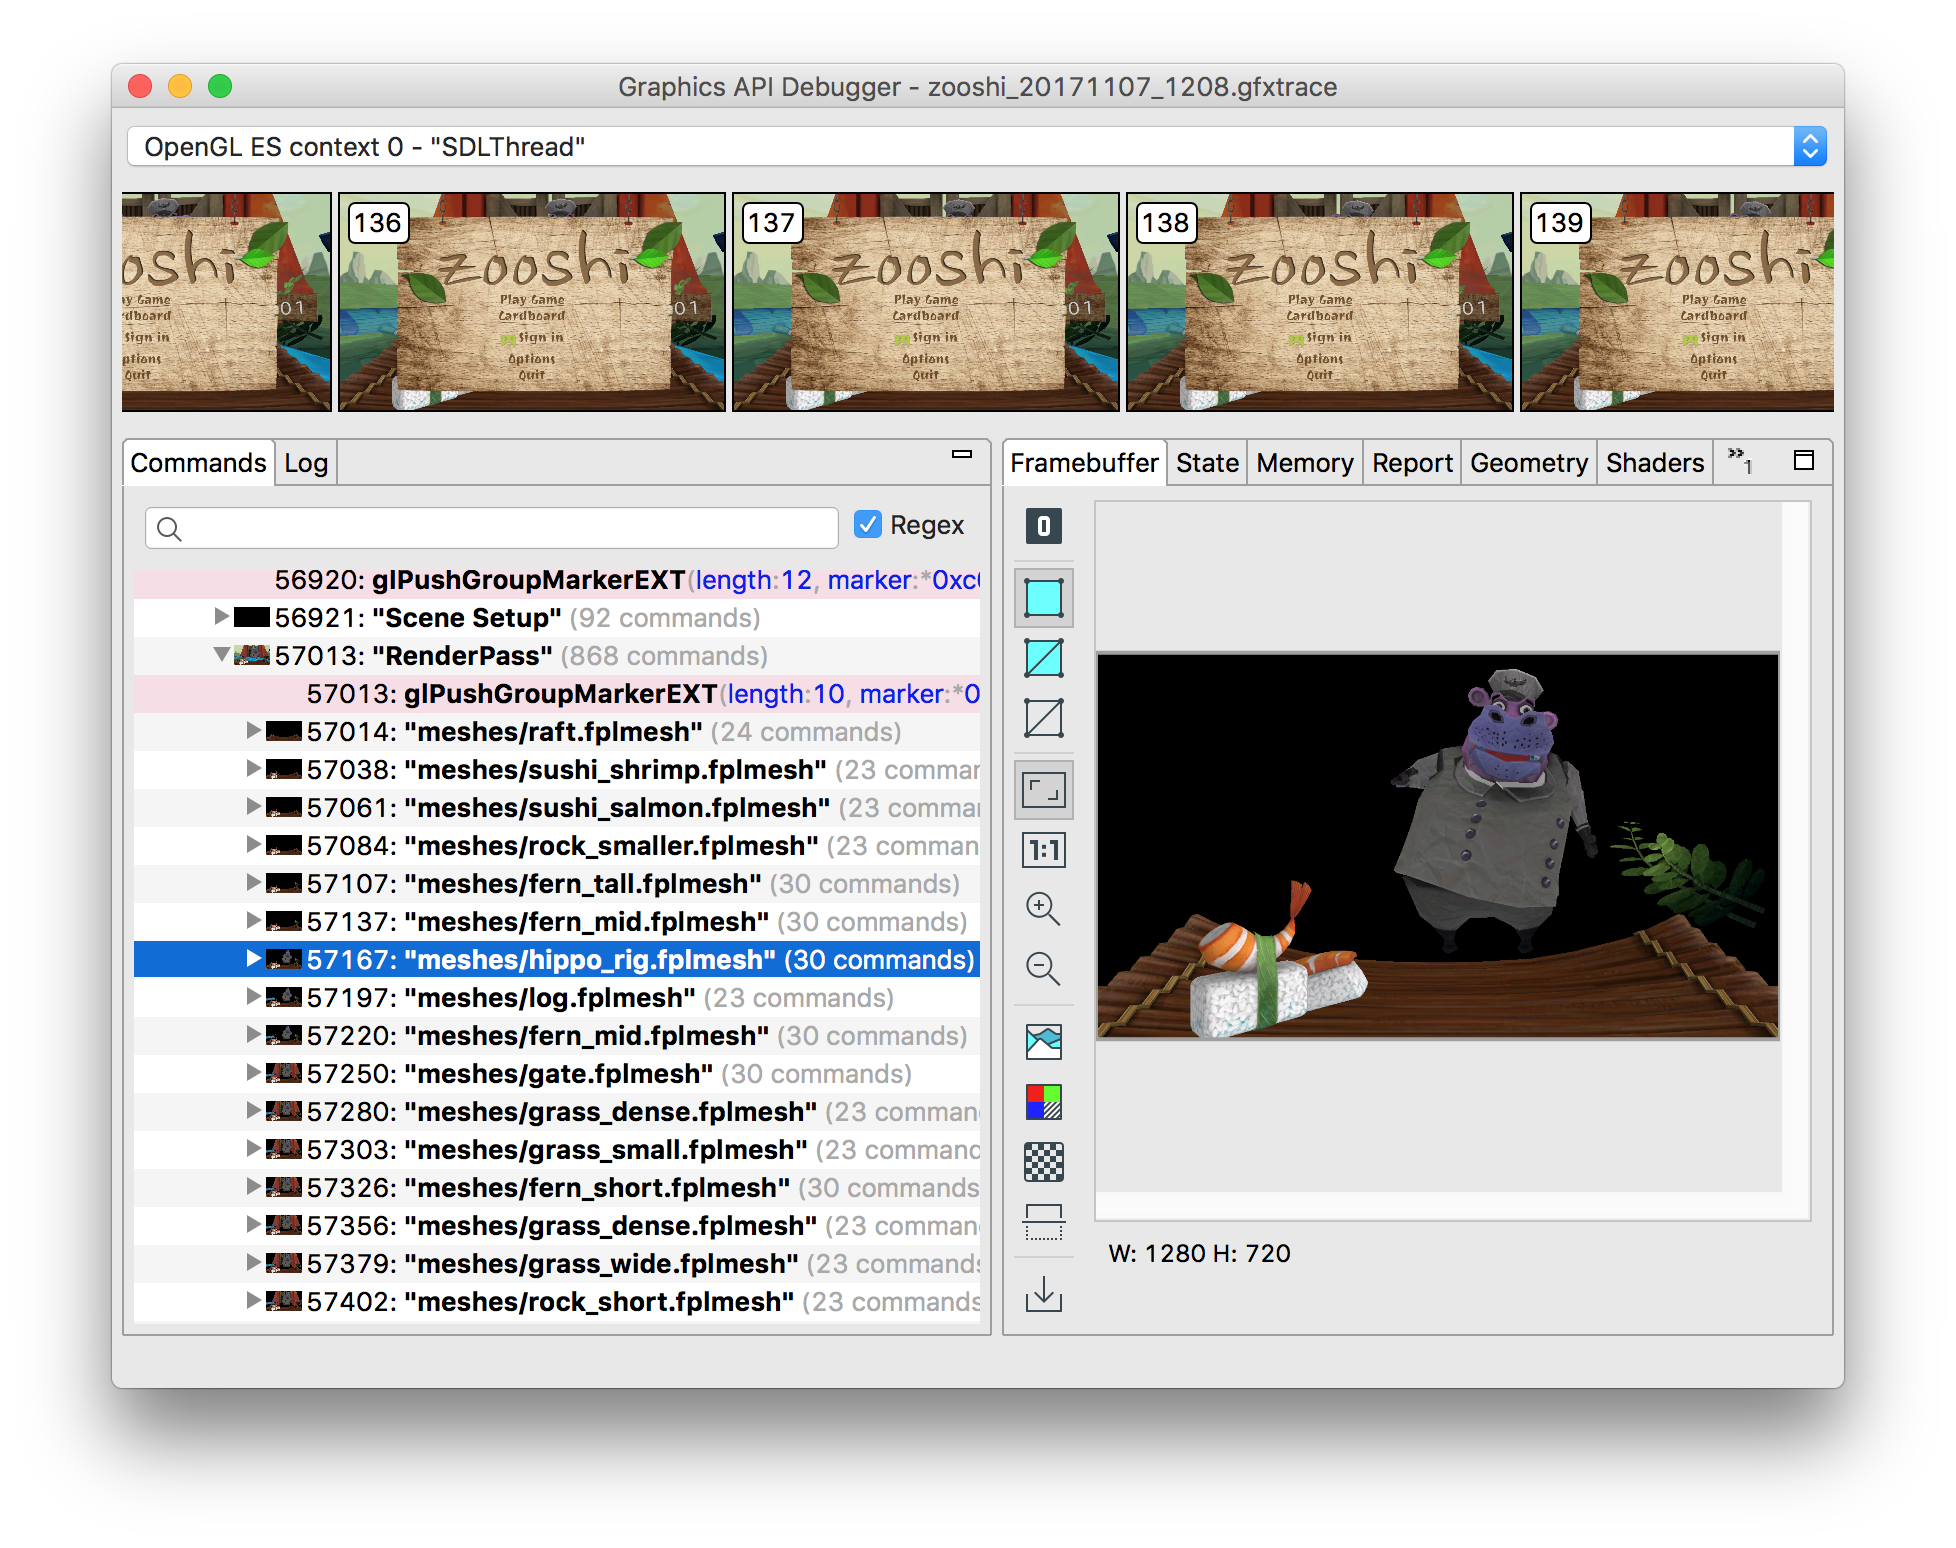 Graphics API Debugger - zooshi_20171107_1208.gfxtrace
OpenGL ES context 0 - "SDLThread"
136 137 138 139
oshi zooshi zooshi zooshi zooshi
Play Game Play Game Play Game Play Game
Cardboard Cardboard Cardboard Cardboard
Sign in Sign in Sign in Sign in Sign in
Options Options Options Options
Quit Quit Quit Quit Quit
01 01 01 01
Commands Log
Regex
56920: glPushGroupMarkerEXT(length:12, marker:*0xc
56921: "Scene Setup" (92 commands)
57013: "RenderPass" (868 commands)
57013: glPushGroupMarkerEXT(length:10, marker:*0
57014: "meshes/raft.fplmesh" (24 commands)
57038: "meshes/sushi_shrimp.fplmesh" (23 comman
57061: "meshes/sushi_salmon.fplmesh" (23 comma
57084: "meshes/rock_smaller.fplmesh" (23 comman
57107: "meshes/fern_tall.fplmesh" (30 commands)
57137: "meshes/fern_mid.fplmesh" (30 commands)
57167: "meshes/hippo_rig.fplmesh" (30 commands)
57197: "meshes/log.fplmesh" (23 commands)
57220: "meshes/fern_mid.fplmesh" (30 commands)
57250: "meshes/gate.fplmesh" (30 commands)
57280: "meshes/grass_dense.fplmesh" (23 comman
57303: "meshes/grass_small.fplmesh" (23 command
57326: "meshes/fern_short.fplmesh" (30 commands
57356: "meshes/grass_dense.fplmesh" (23 comman
57379: "meshes/grass_wide.fplmesh" (23 commands
57402: "meshes/rock_short.fplmesh" (23 commands
Framebuffer State Memory Report Geometry Shaders »1
0
1:1
W: 1280 H: 720